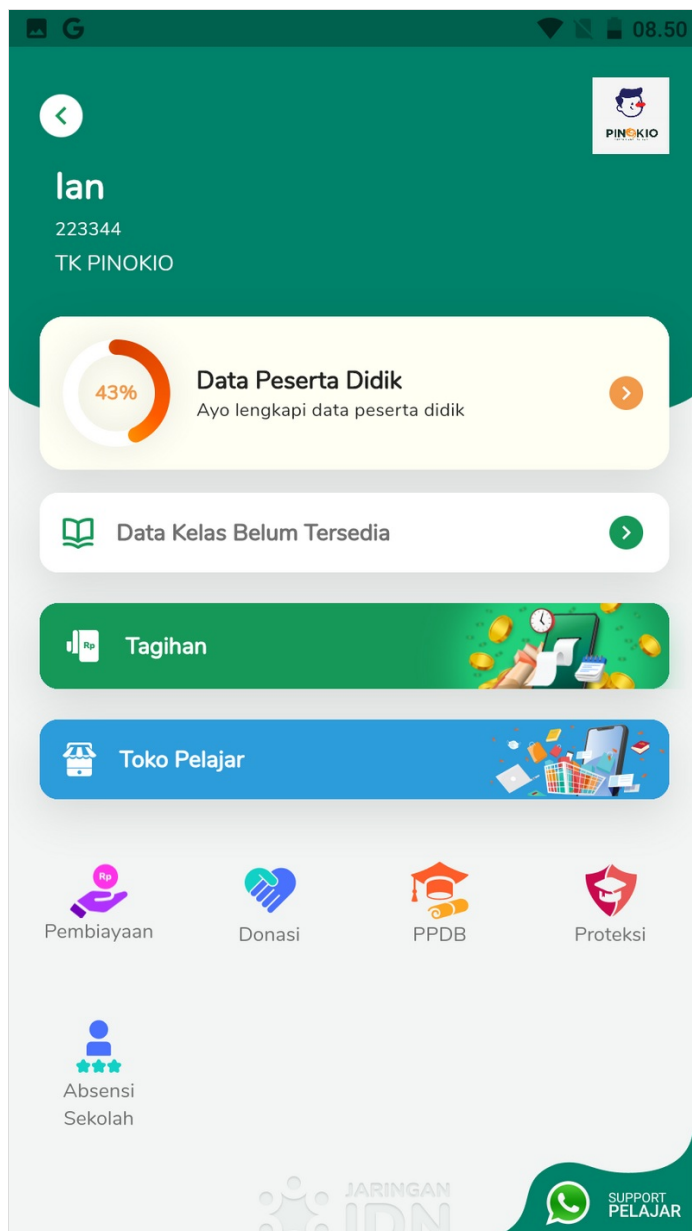 08.50
PINOKIO
Ian
223344
TK PINOKIO
43%
Data Peserta Didik
Ayo lengkapi data peserta didik
Data Kelas Belum Tersedia
Rp
Tagihan
Toko Pelajar
Rp
Pembiayaan
Donasi
PPDB
Proteksi
Absensi
Sekolah
JARINGAN
IDN
SUPPORT
PELAJAR